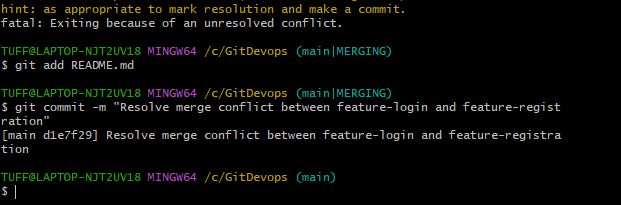 hint: as appropriate to mark resolution and make a commit.
fatal: Exiting because of an unresolved conflict.
TUFF@LAPTOP-NJT2UV18 MINGW64 /c/GitDevops (main|MERGING)
$ git add README.md
TUFF@LAPTOP-NJT2UV18 MINGW64 /c/GitDevops (main|MERGING)
$ git commit -m "Resolve merge conflict between feature-login and feature-regist
ration"
[main d1e7f29] Resolve merge conflict between feature-login and feature-registra
tion
TUFF@LAPTOP-NJT2UV18 MINGW64 /c/GitDevops (main)
$